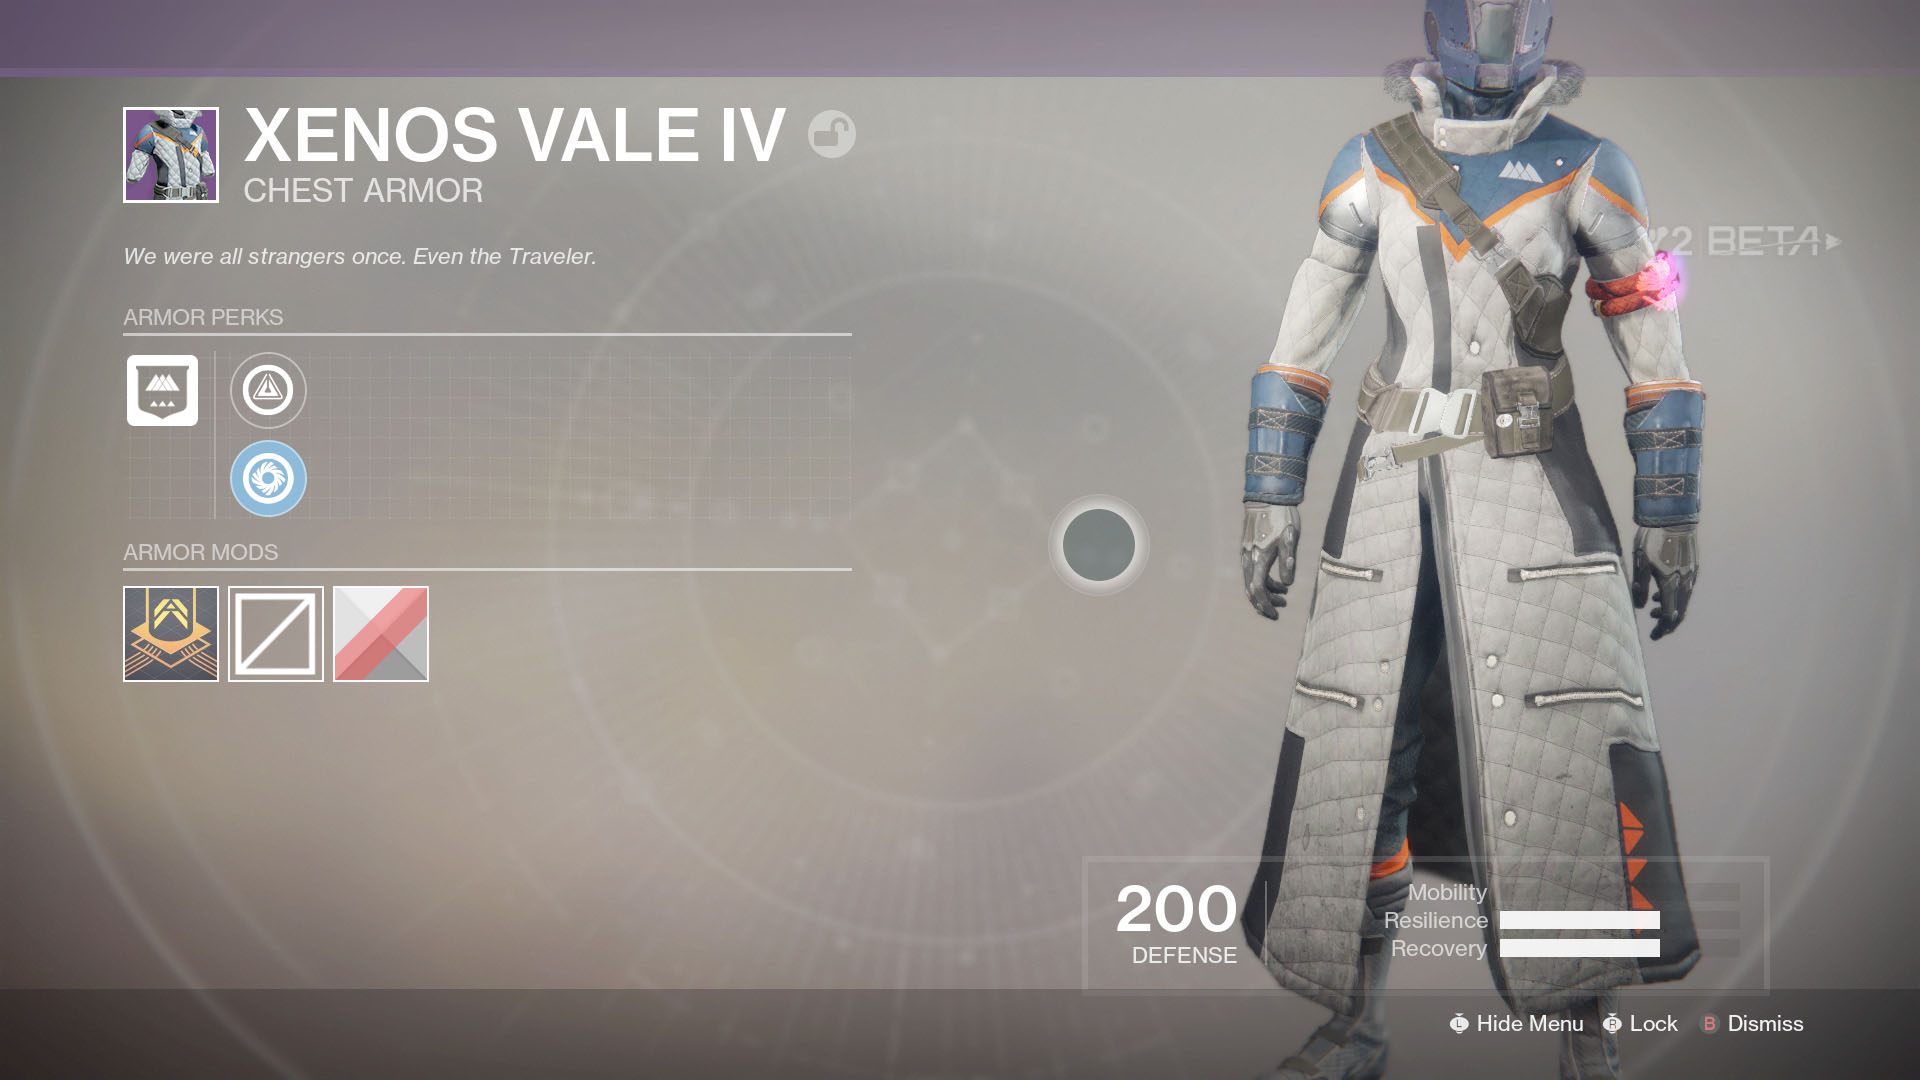 XENOS VALE IV
CHEST ARMOR
We were all strangers once. Even the Traveler.
ARMOR PERKS
ARMOR MODS
2 BETA
200
DEFENSE
Mobility
Resilience
Recovery
L Hide Menu R Lock B Dismiss